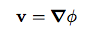 𝐯 = 𝛁ϕ